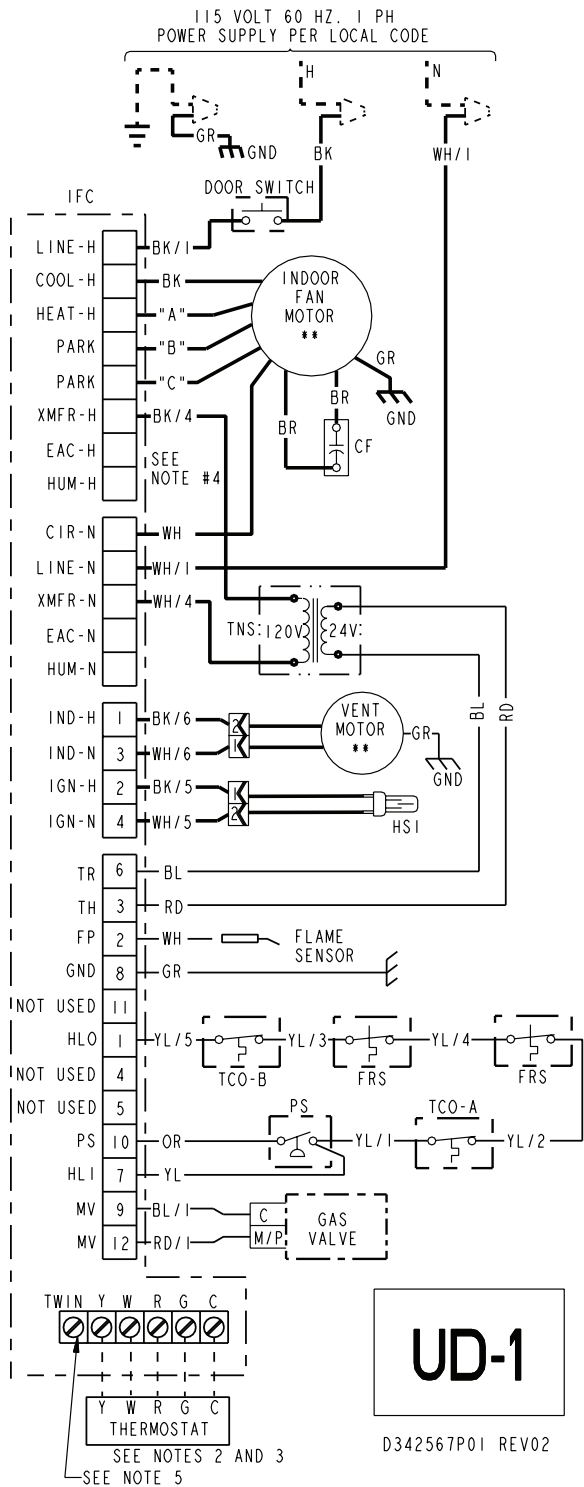 115 VOLT 60 HZ. 1 PH
POWER SUPPLY PER LOCAL CODE
H
N
GR
GND
BK
WH/1
DOOR SWITCH
IFC
LINE-H BK/1
COOL-H BK
HEAT-H "A"
PARK "B"
PARK "C"
XMFR-H BK/4
EAC-H
HUM-H
SEE
NOTE #4
INDOOR
FAN
MOTOR
**
GR
GND
BR
BR
CF
CIR-N WH
LINE-N WH/1
XMFR-N WH/4
EAC-N
HUM-N
TNS: 120V 24V:
BL
RD
IND-H 1 BK/6 2
IND-N 3 WH/6 1
VENT
MOTOR
**
GR
GND
IGN-H 2 BK/5 1
IGN-N 4 WH/5 2
HSI
TR 6 BL
TH 3 RD
FP 2 WH
FLAME
SENSOR
GND 8 GR
NOT USED 11
HLO 1 YL/5 YL/3 YL/4
TCO-B FRS FRS
NOT USED 4
NOT USED 5
PS TCO-A
PS 10 OR YL/1 YL/2
HLI 7 YL
MV 9 BL/1 C
MV 12 RD/1 M/P
GAS
VALVE
TWIN Y W R G C
Y W R G C
THERMOSTAT
SEE NOTES 2 AND 3
SEE NOTE 5
UD-1
D342567P01 REV02